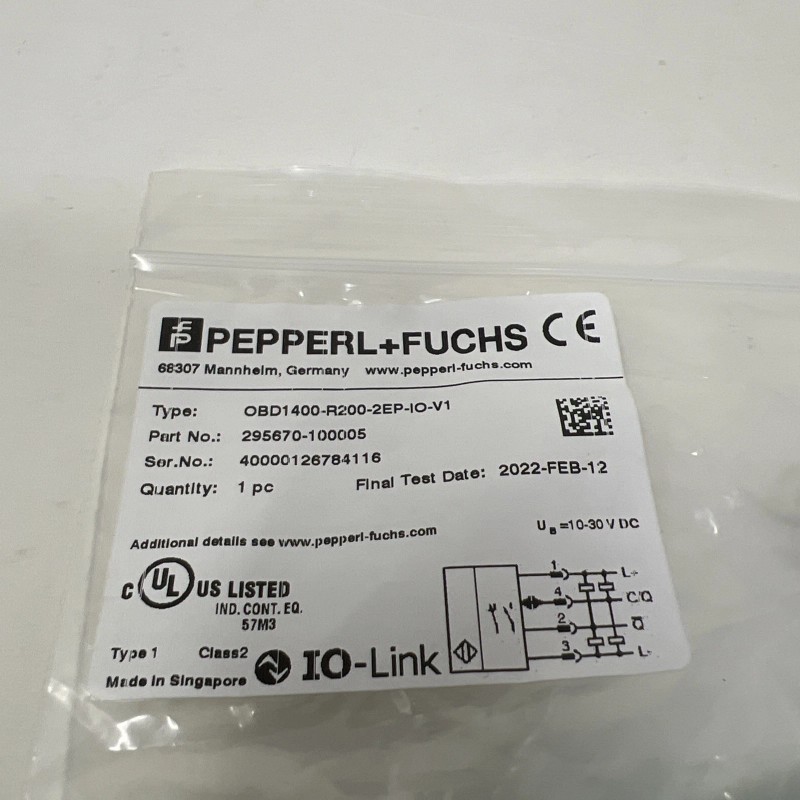 PEPPERL+FUCHS CE
68307 Mannheim, Germany www.pepperl-fuchs.com
Type: OBD1400-R200-2EP-IO-V1
Part No.: 295670-100005
Ser.No.: 40000126784116
Quantity: 1 pc Final Test Date: 2022-FEB-12
Additional details see www.pepperl-fuchs.com
U_B =10-30 V DC
C UL US LISTED
IND. CONT. EQ.
57M3
Type 1 Class2
Made in Singapore
IO-Link
1 L+
4 C/Q
2 Q̅
3 L-